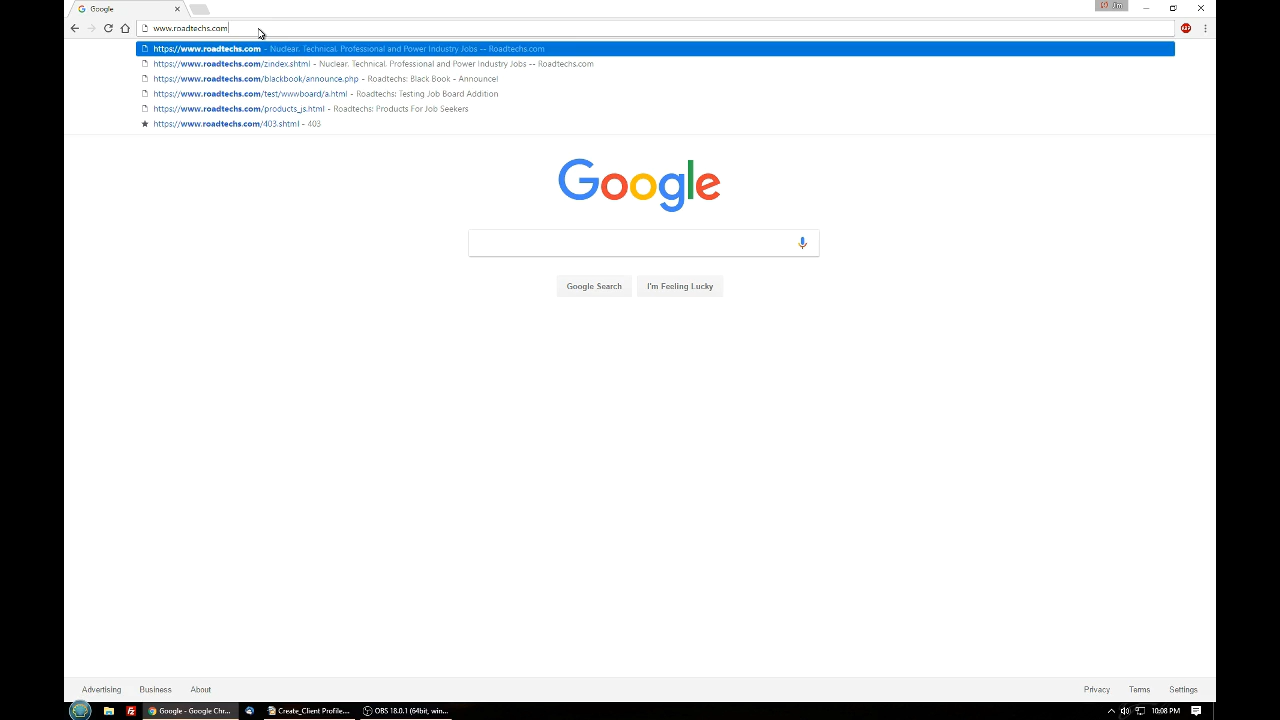 Google
Jim
www.roadtechs.com
https://www.roadtechs.com - Nuclear, Technical, Professional and Power Industry Jobs -- Roadtechs.com
https://www.roadtechs.com/zindex.shtml - Nuclear, Technical, Professional and Power Industry Jobs -- Roadtechs.com
https://www.roadtechs.com/blackbook/announce.php - Roadtechs: Black Book - Announce!
https://www.roadtechs.com/test/wwwboard/a.html - Roadtechs: Testing Job Board Addition
https://www.roadtechs.com/products_js.html - Roadtechs: Products For Job Seekers
https://www.roadtechs.com/403.shtml - 403
Google
Google Search I'm Feeling Lucky
Advertising Business About Privacy Terms Settings
Google - Google Chr... Create_Client Profile... OBS 18.0.1 (64bit, win... 10:08 PM